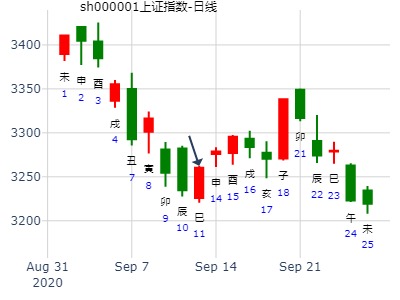 sh000001上证指数-日线
3400
3350
3300
3250
3200
未
1
申
2
酉
3
戌
4
丑
7
寅
8
卯
9
辰
10
巳
11
申
14
酉
15
戌
16
亥
17
子
18
卯
21
辰
22
巳
23
午
24
未
25
Aug 31
2020
Sep 7
Sep 14
Sep 21